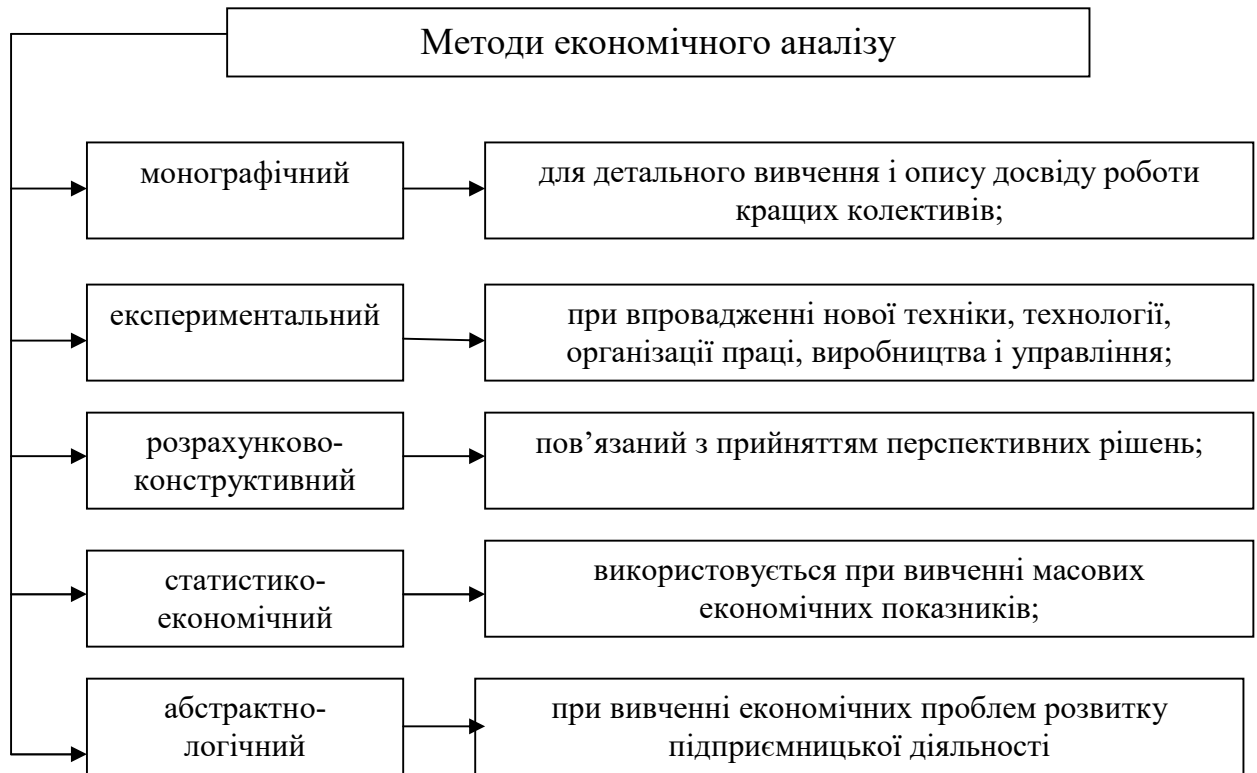 Методи економічного аналізу
монографічний
для детального вивчення і опису досвіду роботи
кращих колективів;
експериментальний
при впровадженні нової техніки, технології,
організації праці, виробництва і управління;
розрахунково-
конструктивний
пов’язаний з прийняттям перспективних рішень;
статистико-
економічний
використовується при вивченні масових
економічних показників;
абстрактно-
логічний
при вивченні економічних проблем розвитку
підприємницької діяльності